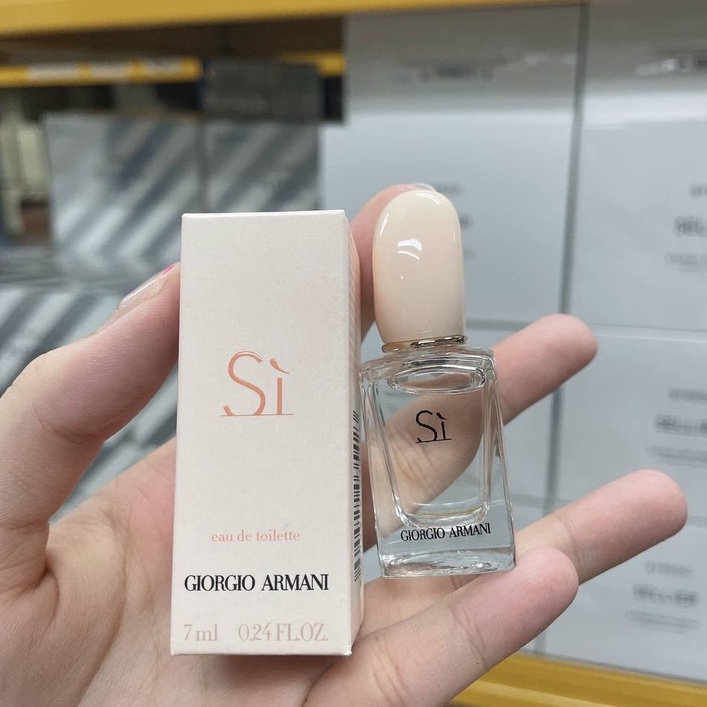 Sì
eau de toilette
GIORGIO ARMANI
7 ml 0.24 FL.OZ.
Sì
GIORGIO ARMANI